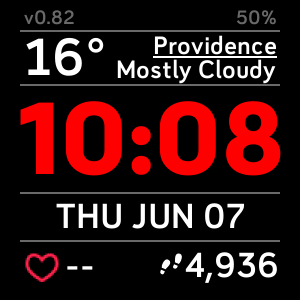 v0.82 50%
16° Providence
Mostly Cloudy
10:08
THU JUN 07
-- 4,936